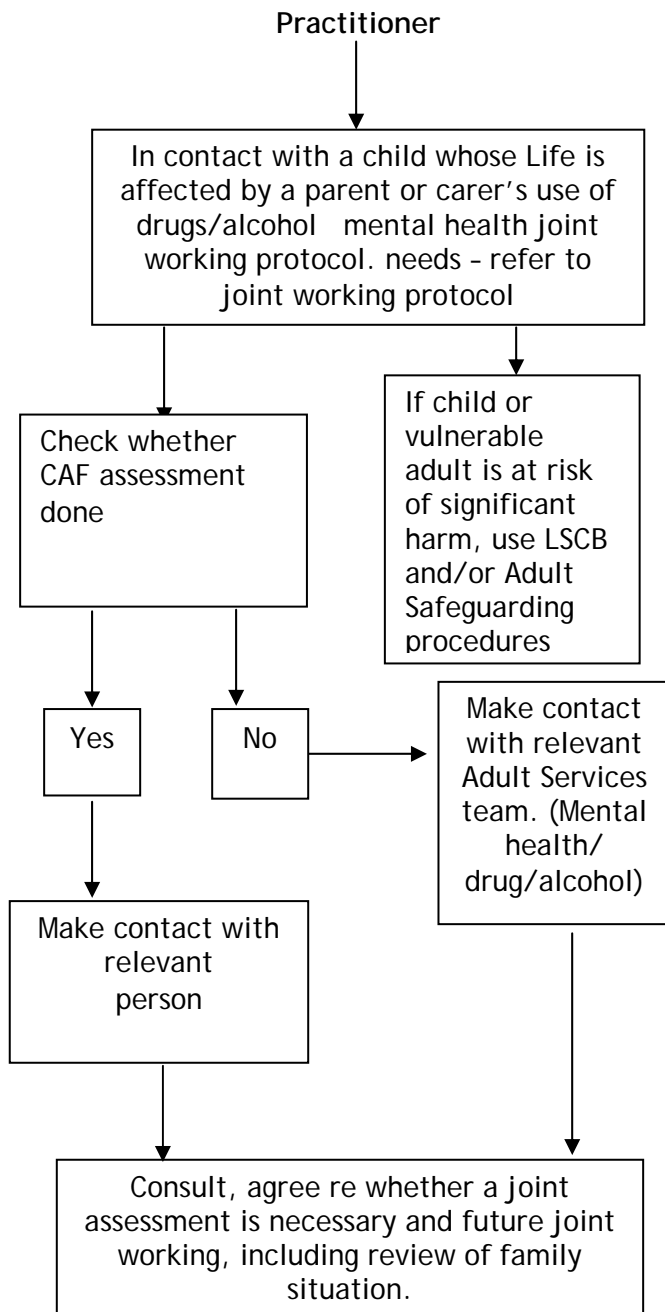 Practitioner
In contact with a child whose Life is
affected by a parent or carer's use of
drugs/alcohol mental health joint
working protocol. needs – refer to
joint working protocol
Check whether
CAF assessment
done
If child or
vulnerable
adult is at risk
of significant
harm, use LSCB
and/or Adult
Safeguarding
procedures
Yes
No
Make contact
with relevant
Adult Services
team. (Mental
health/
drug/alcohol)
Make contact with
relevant
person
Consult, agree re whether a joint
assessment is necessary and future joint
working, including review of family
situation.